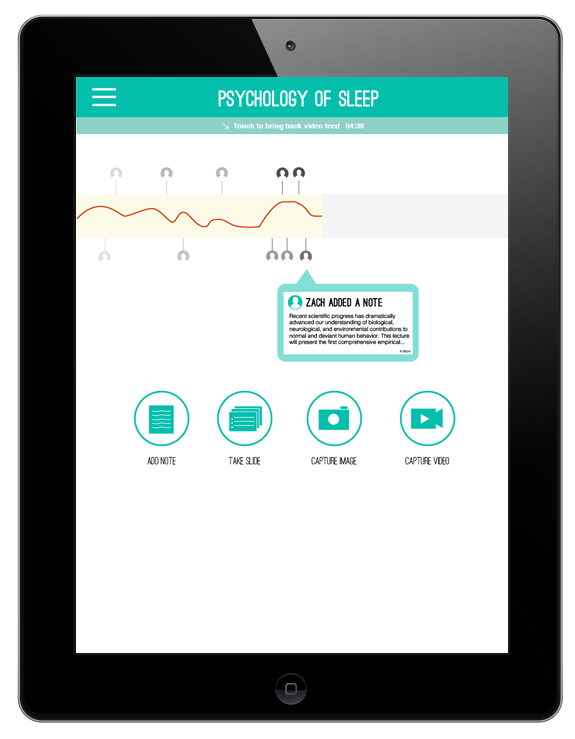 PSYCHOLOGY OF SLEEP
Touch to bring back video feed 04:36
ZACH ADDED A NOTE
Recent scientific progress has dramatically
advanced our understanding of biological,
neurological, and environmental contributions to
normal and deviant human behavior. This lecture
will present the first comprehensive empirical...
4:36pm
ADD NOTE
TAKE SLIDE
CAPTURE IMAGE
CAPTURE VIDEO